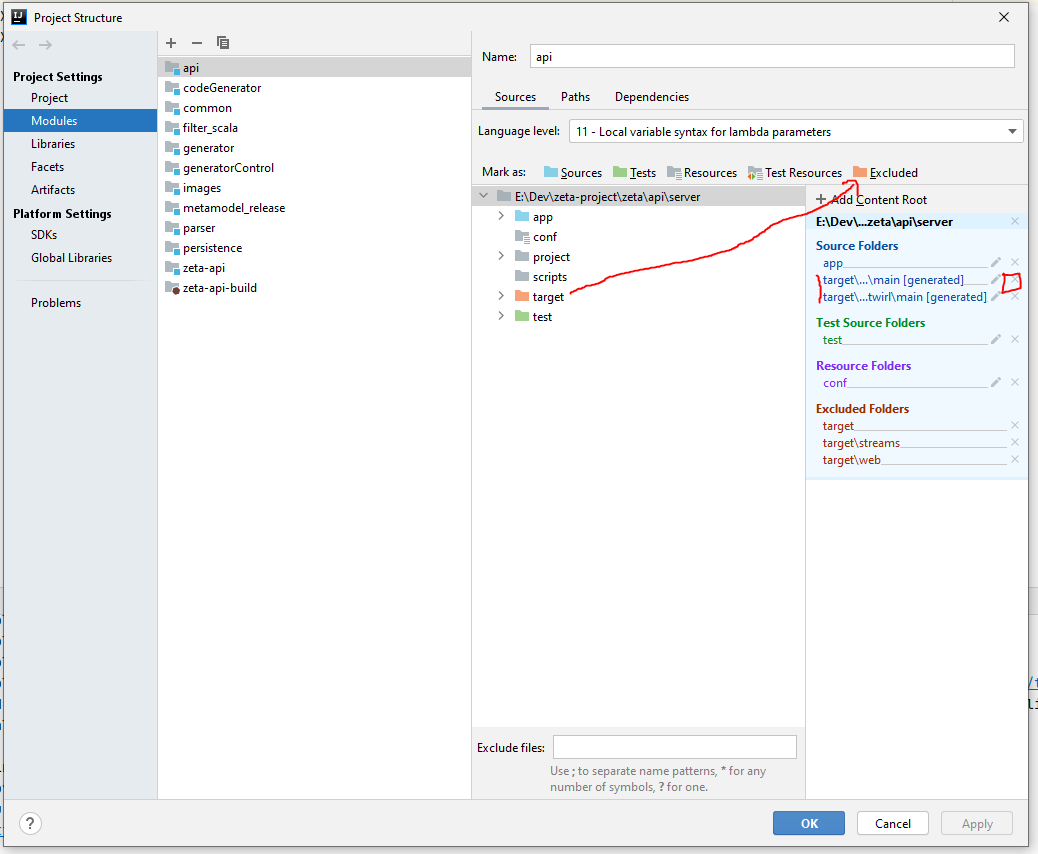 Project Structure
Project Settings
Project
Modules
Libraries
Facets
Artifacts
Platform Settings
SDKs
Global Libraries
Problems
api
codeGenerator
common
filter_scala
generator
generatorControl
images
metamodel_release
parser
persistence
zeta-api
zeta-api-build
Name: api
Sources Paths Dependencies
Language level: 11 - Local variable syntax for lambda parameters
Mark as: Sources Tests Resources Test Resources Excluded
E:\Dev\zeta-project\zeta\api\server
app
conf
project
scripts
target
test
Add Content Root
E:\Dev\...zeta\api\server
Source Folders
app
target\...\main [generated]
target\...twirl\main [generated]
Test Source Folders
test
Resource Folders
conf
Excluded Folders
target
target\streams
target\web
Exclude files:
Use ; to separate name patterns, * for any
number of symbols, ? for one.
? OK Cancel Apply